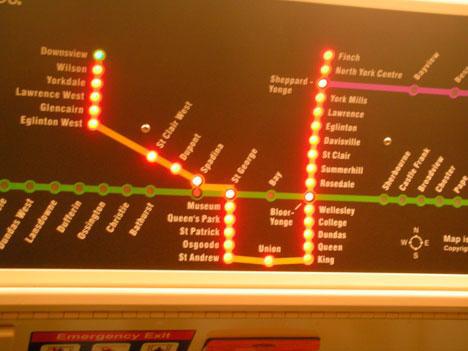 Downsview
Wilson
Yorkdale
Lawrence West
Glencairn
Eglinton West
St Clair West
Dupont
Spadina
St George
Bay
Bloor-
Yonge
Museum
Queen's Park
St Patrick
Osgoode
St Andrew
Union
King
Queen
Dundas
College
Wellesley
Rosedale
Summerhill
St Clair
Davisville
Eglinton
Lawrence
York Mills
Sheppard-
Yonge
North York Centre
Finch
Bayview
Dundas West
Lansdowne
Dufferin
Ossington
Christie
Bathurst
Sherbourne
Castle Frank
Broadview
Chester
Pape
N
W
E
S
Map is
Copyrig
Emergency Exit